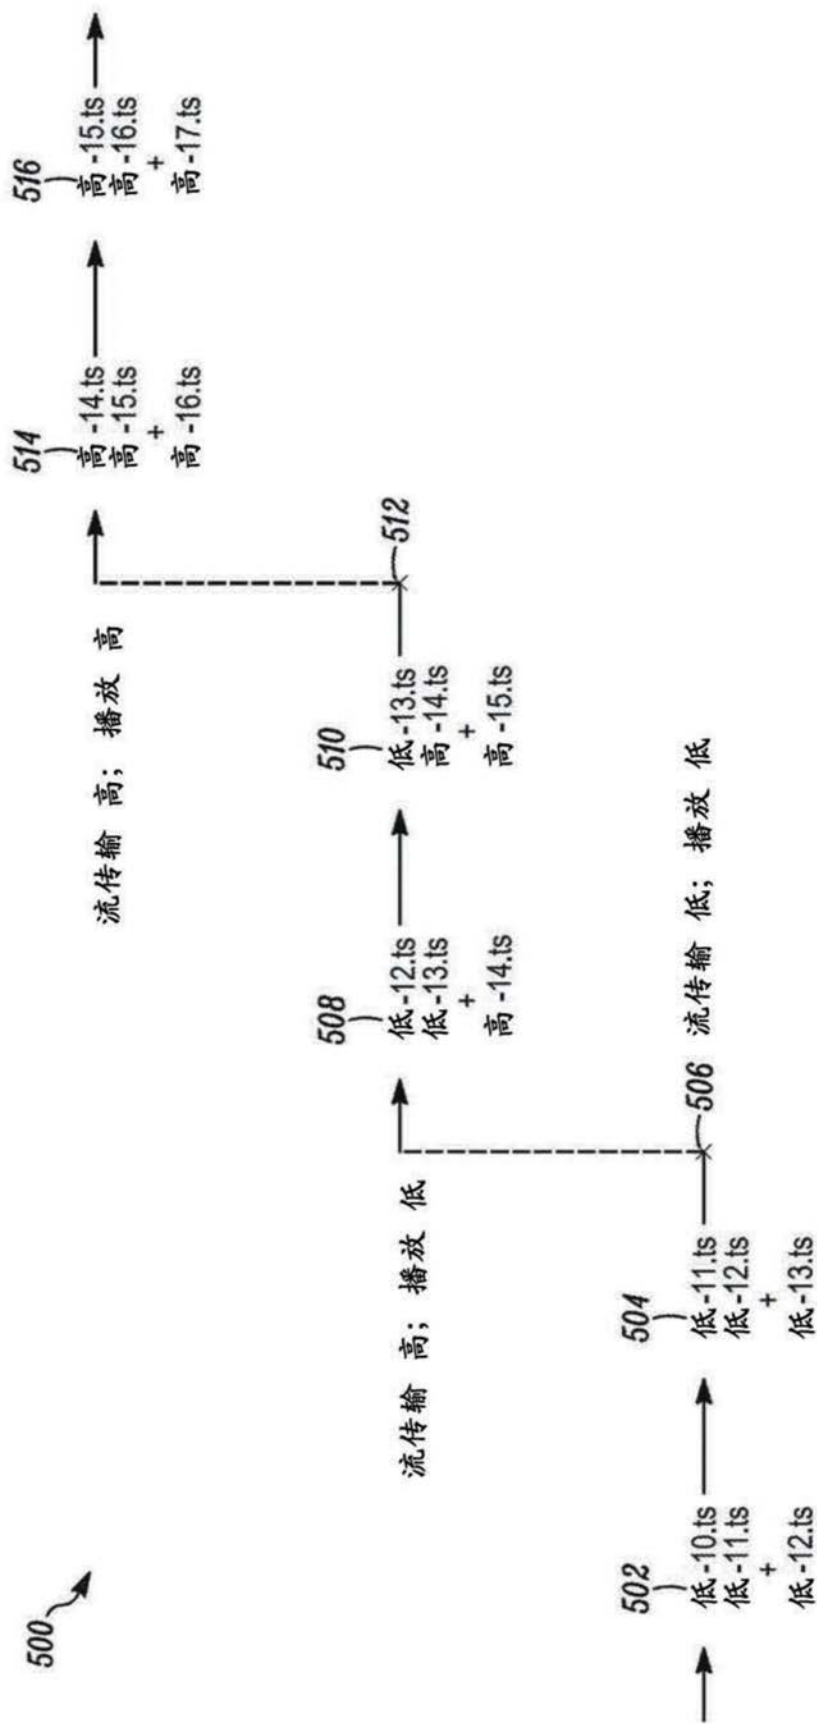 500
516
高-15.ts
高-16.ts
+
高-17.ts
514
高-14.ts
高-15.ts
+
高-16.ts
流传输 高; 播放 高
512
510
低-13.ts
高-14.ts
+
高-15.ts
508
低-12.ts
低-13.ts
+
高-14.ts
流传输 高; 播放 低
506
流传输 低; 播放 低
504
低-11.ts
低-12.ts
+
低-13.ts
502
低-10.ts
低-11.ts
+
低-12.ts